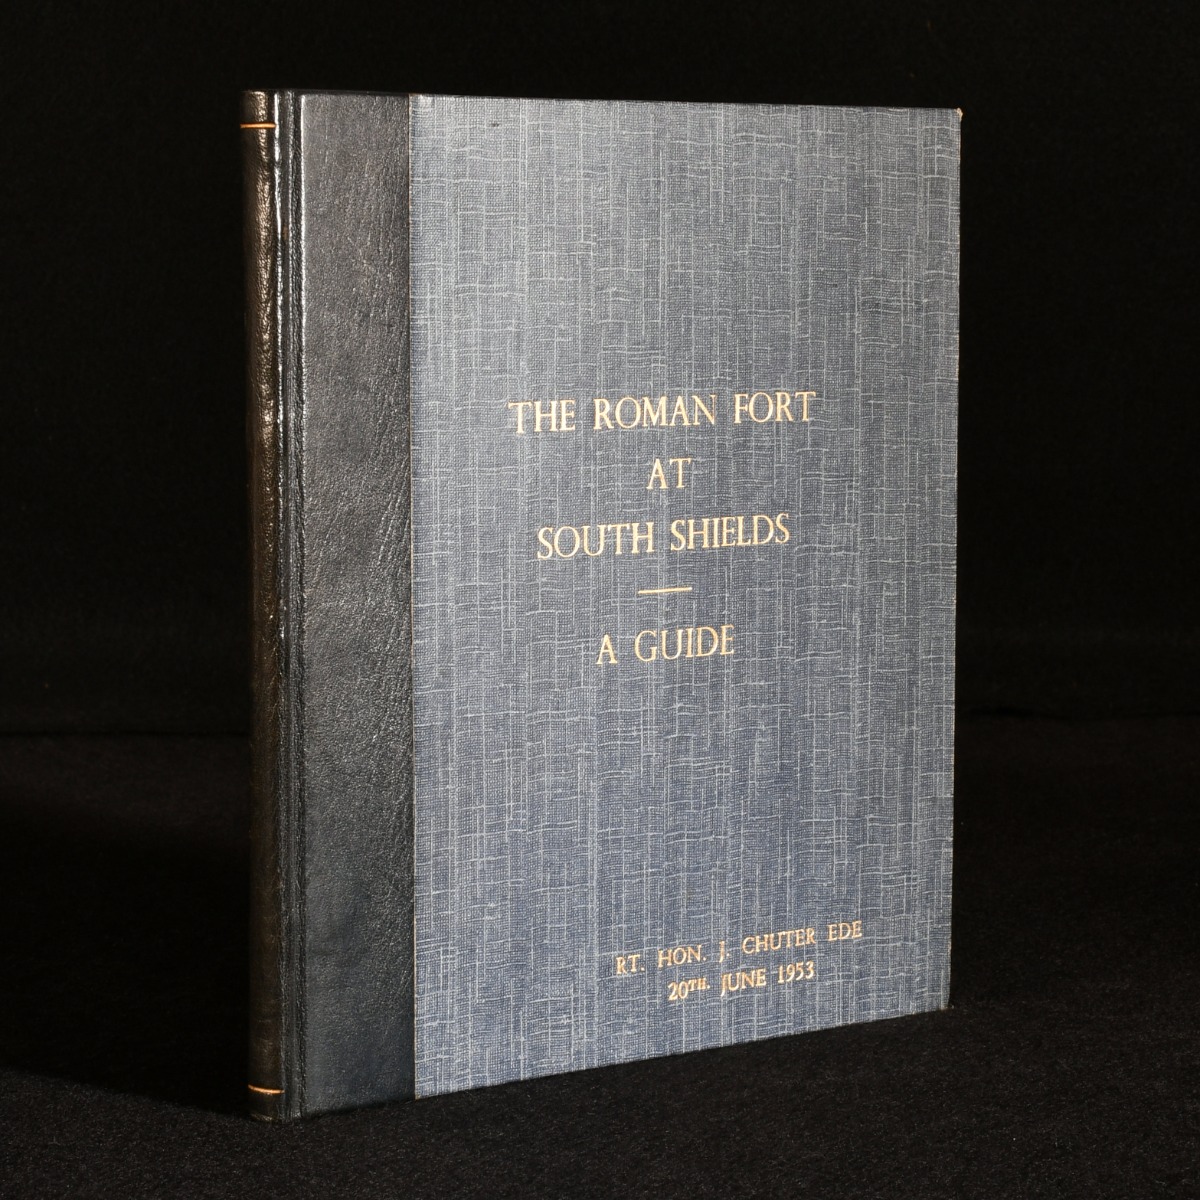 THE ROMAN FORT
AT
SOUTH SHIELDS
A GUIDE
RT. HON. J. CHUTER EDE
20TH. JUNE 1953